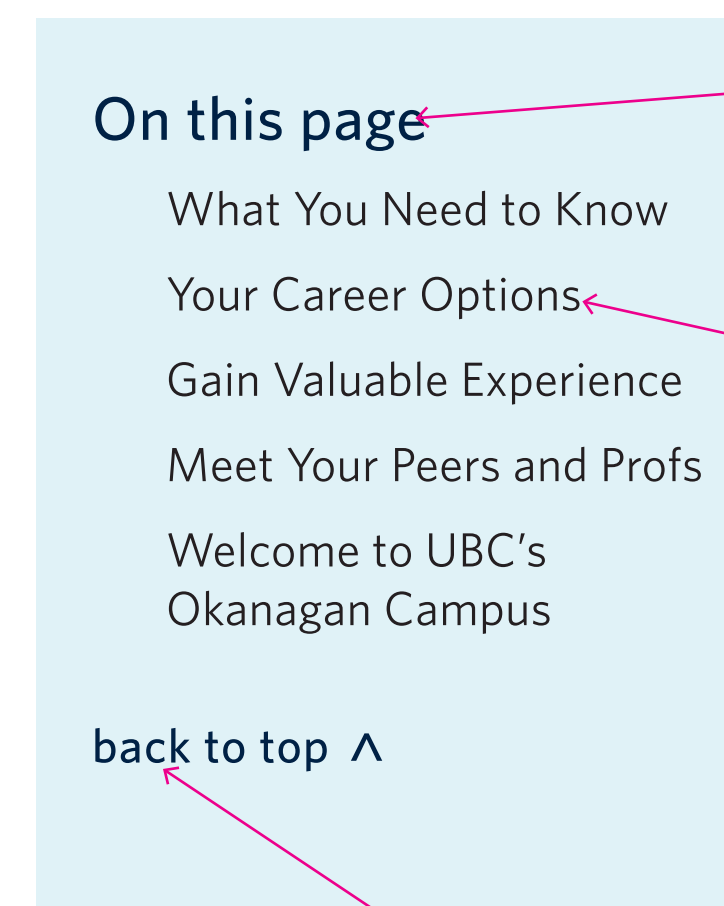 On this page
What You Need to Know
Your Career Options
Gain Valuable Experience
Meet Your Peers and Profs
Welcome to UBC’s
Okanagan Campus
back to top ^